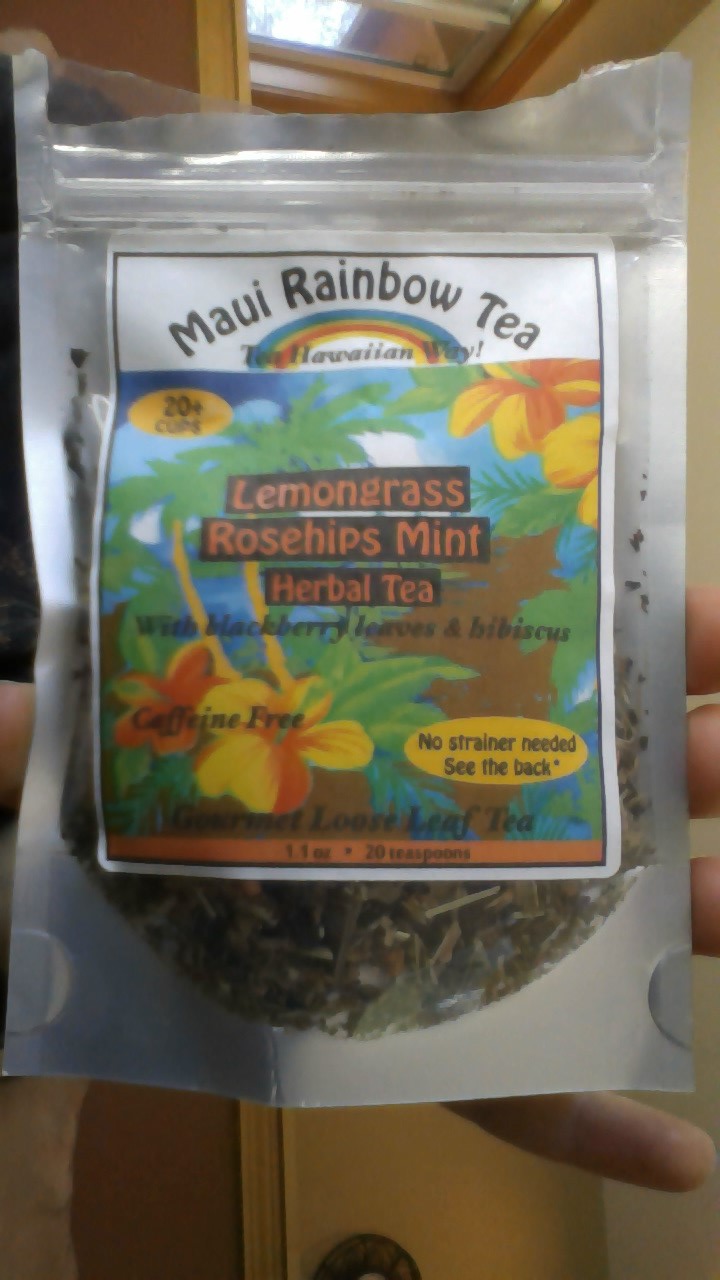 Maui Rainbow Tea
Tea Hawaiian Way!
20+
CUPS
Lemongrass
Rosehips Mint
Herbal Tea
With blackberry leaves & hibiscus
Caffeine Free
No strainer needed
See the back*
Gourmet Loose Leaf Tea
1.1 oz • 20 teaspoons